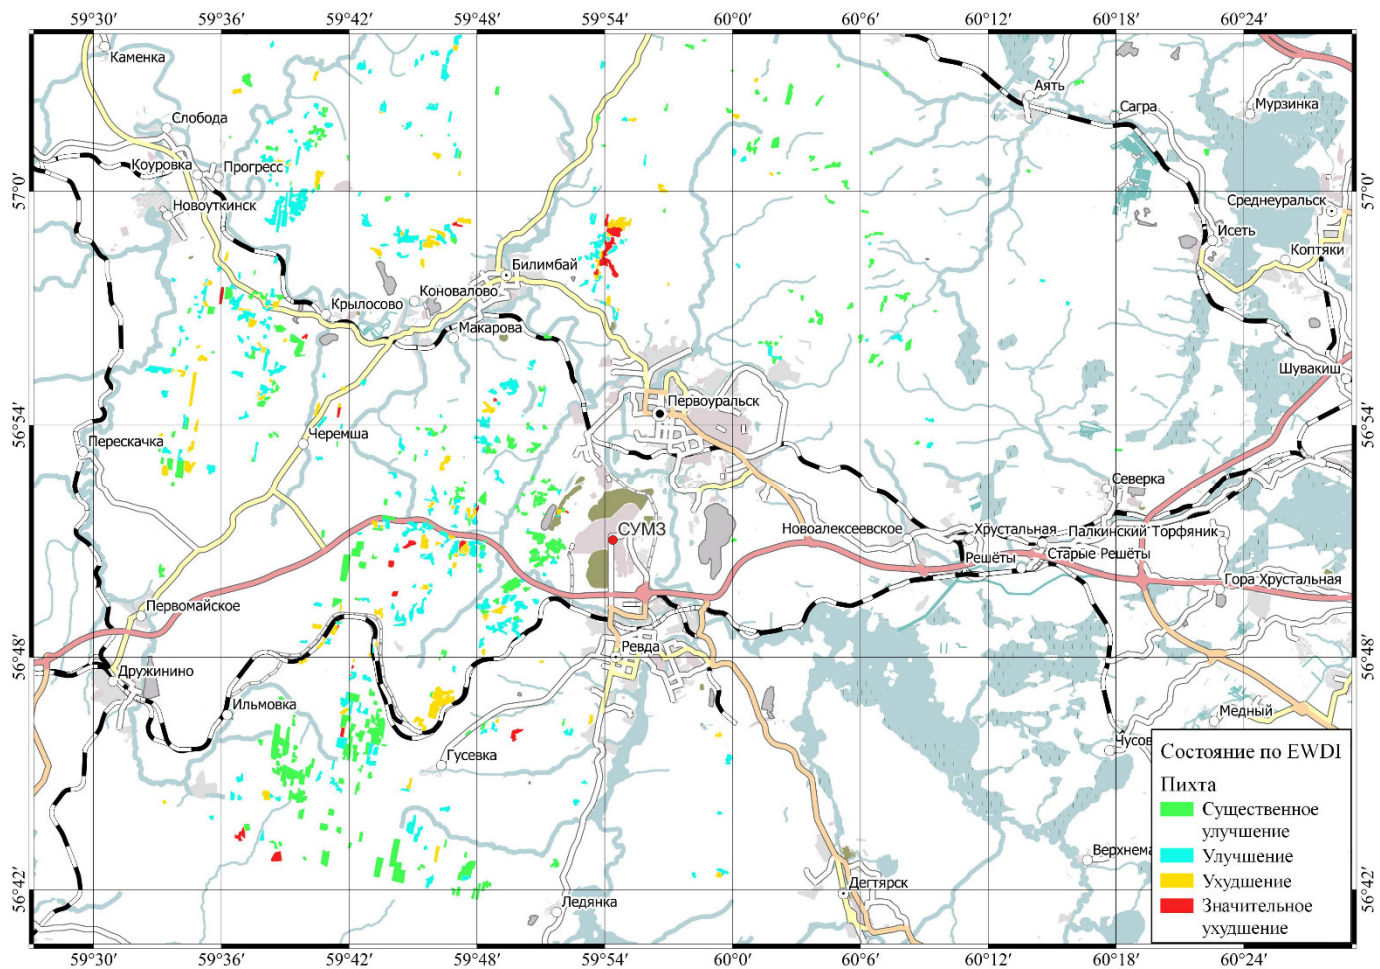 59°30′ 59°36′ 59°42′ 59°48′ 59°54′ 60°0′ 60°6′ 60°12′ 60°18′ 60°24′
Каменка
Аять
Слобода
Сагра
Мурзинка
Коуровка
Прогресс
57°0′
57°0′
Новоуткинск
Среднеуральск
Исеть
Коптяки
Билимбай
Коновалово
Крылосово
Макарова
Шувакиш
Первоуральск
56°54′
56°54′
Перескачка
Черемша
Северка
СУМЗ
Новоалексеевское
Хрустальная
Палкинский Торфяник
Решёты
Старые Решёты
Гора Хрустальная
Первомайское
56°48′
56°48′
Ревда
Дружинино
Ильмовка
Медный
Гусевка
Чусов
Состояние по EWDI
Пихта
Существенное
улучшение
Улучшение
Ухудшение
Значительное
ухудшение
Верхнема
56°42′
56°42′
Дегтярск
Ледянка
59°30′ 59°36′ 59°42′ 59°48′ 59°54′ 60°0′ 60°6′ 60°12′ 60°18′ 60°24′